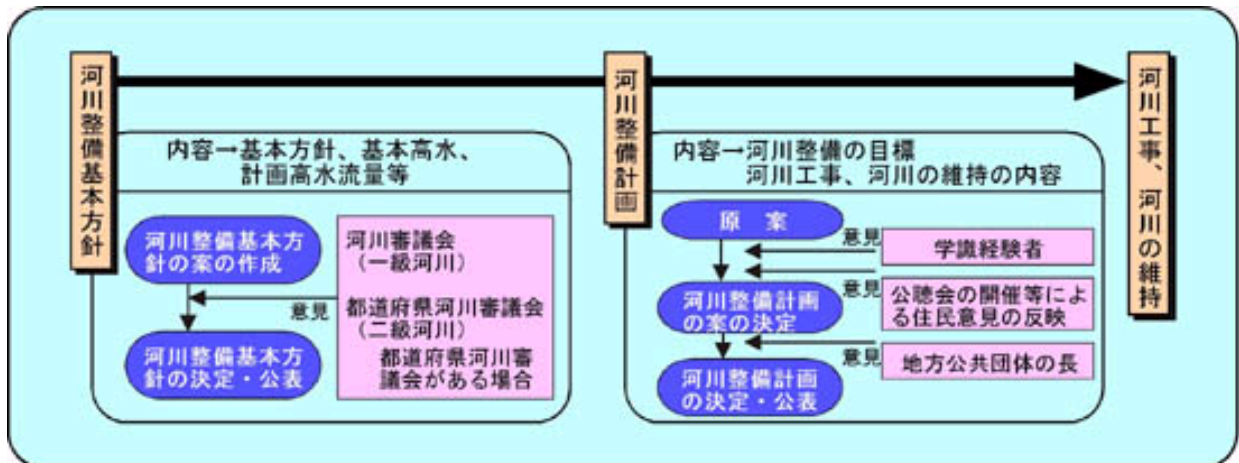 河川整備基本方針
内容→基本方針、基本高水、
計画高水流量等
河川整備基本方
針の案の作成
意見
河川審議会
（一級河川）
都道府県河川審議会
（二級河川）
都道府県河川審
議会がある場合
河川整備基本方
針の決定・公表
河川整備計画
内容→河川整備の目標
河川工事、河川の維持の内容
原　案
意見
学識経験者
意見
公聴会の開催等によ
る住民意見の反映
河川整備計画
の案の決定
意見
地方公共団体の長
河川整備計画
の決定・公表
河川工事、河川の維持